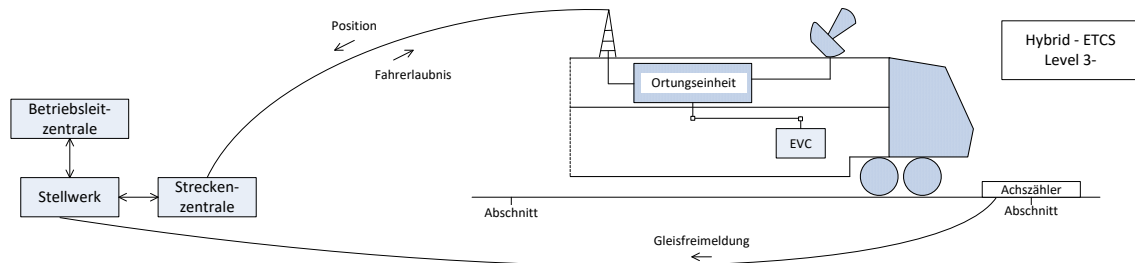 Position
Fahrerlaubnis
Hybrid - ETCS
Level 3-
Ortungseinheit
EVC
Betriebsleit-
zentrale
Stellwerk
Strecken-
zentrale
Achszähler
Abschnitt
Abschnitt
Gleisfreimeldung